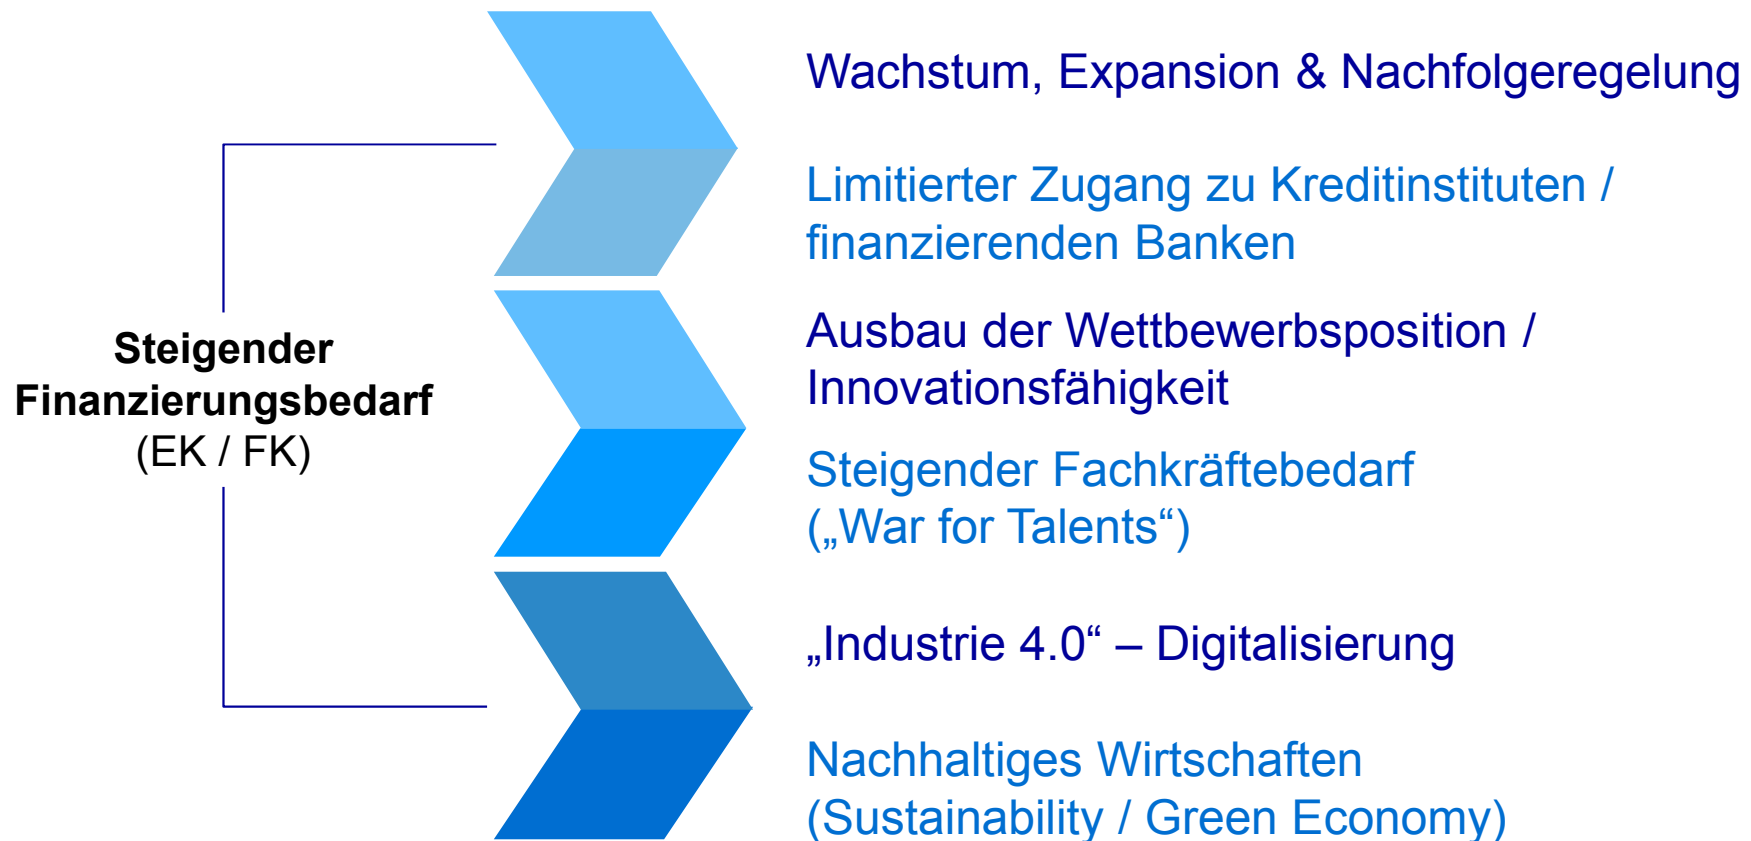 Wachstum, Expansion & Nachfolgeregelung
Limitierter Zugang zu Kreditinstituten /
finanzierenden Banken
Steigender
Finanzierungsbedarf
(EK / FK)
Ausbau der Wettbewerbsposition /
Innovationsfähigkeit
Steigender Fachkräftebedarf
(„War for Talents“)
„Industrie 4.0“ – Digitalisierung
Nachhaltiges Wirtschaften
(Sustainability / Green Economy)